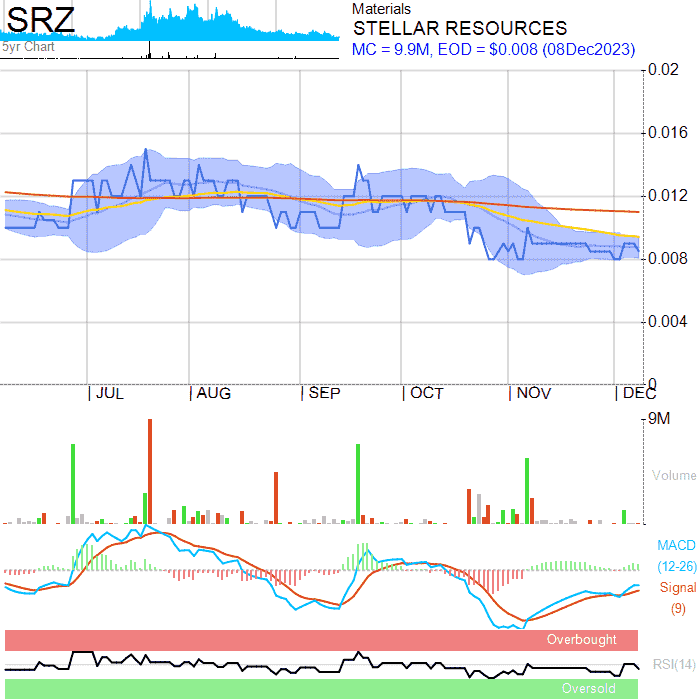 SRZ
5yr Chart
Materials
STELLAR RESOURCES
MC = 9.9M, EOD = $0.008 (08Dec2023)
0.02
0.016
0.012
0.008
0.004
0
JUL AUG SEP OCT NOV DEC
9M
Volume
MACD
(12-26)
Signal
(9)
Overbought
RSI(14)
Oversold